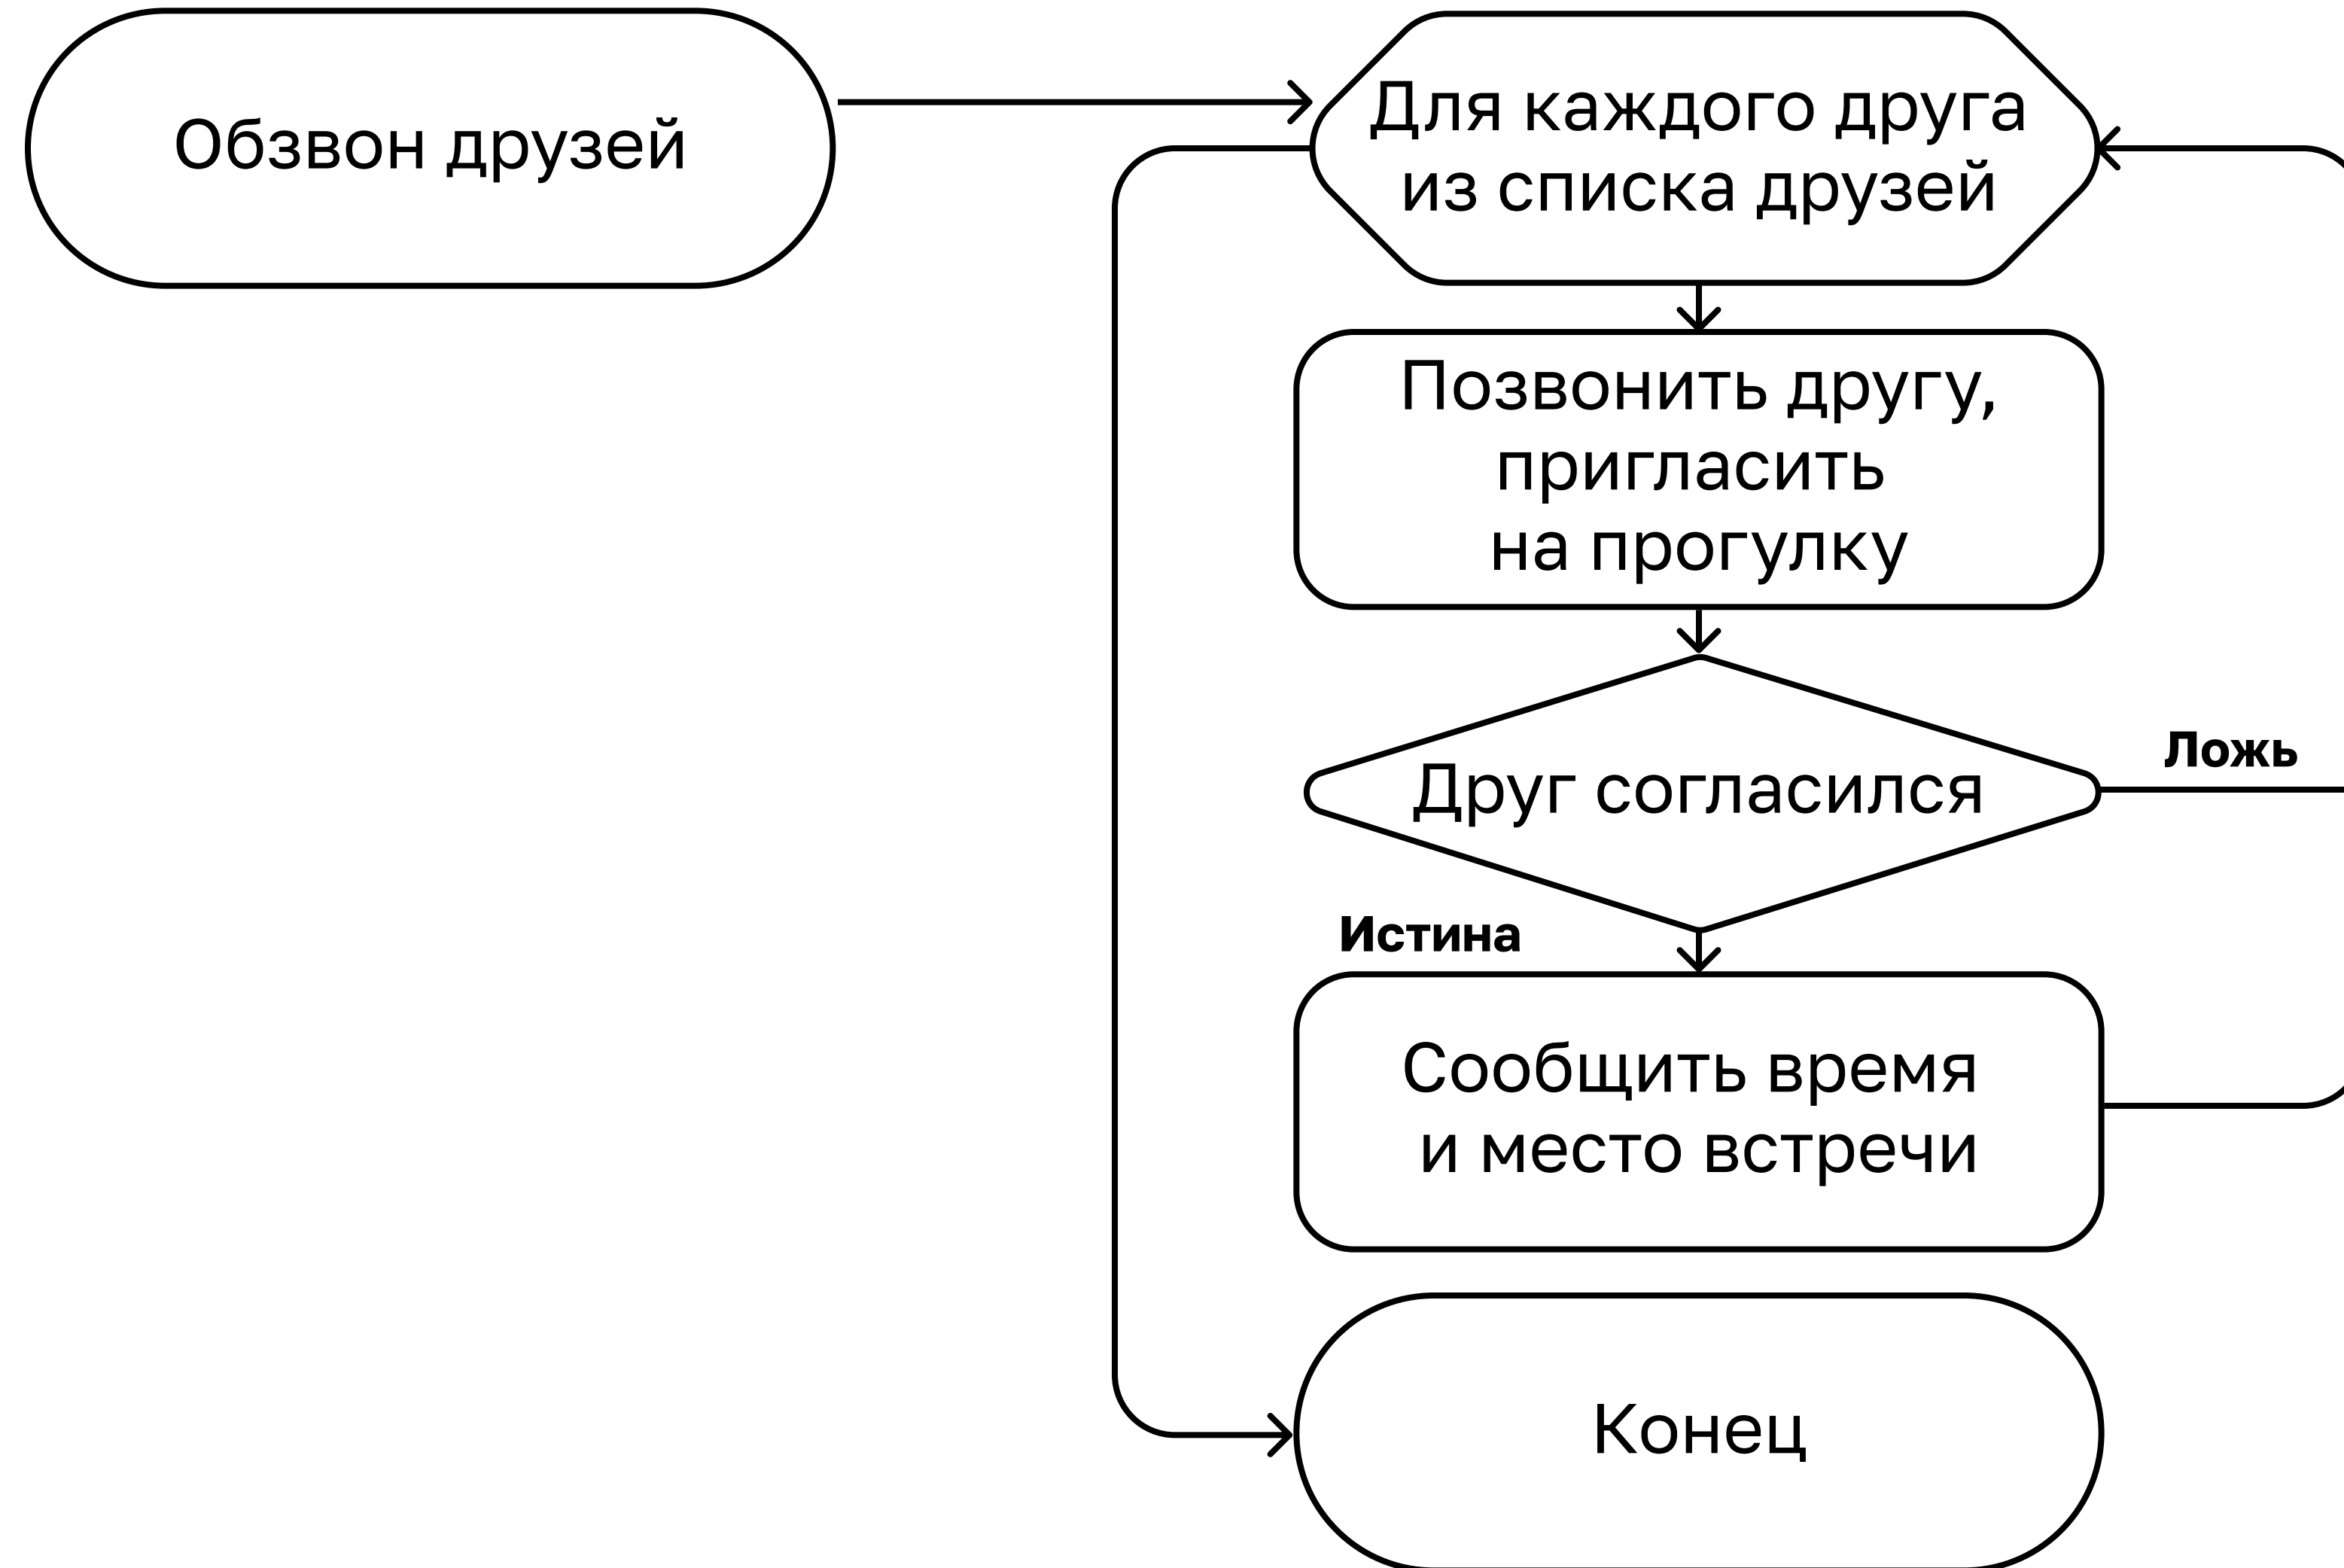 Обзвон друзей
Для каждого друга
из списка друзей
Позвонить другу,
пригласить
на прогулку
Друг согласился
Ложь
Истина
Сообщить время
и место встречи
Конец